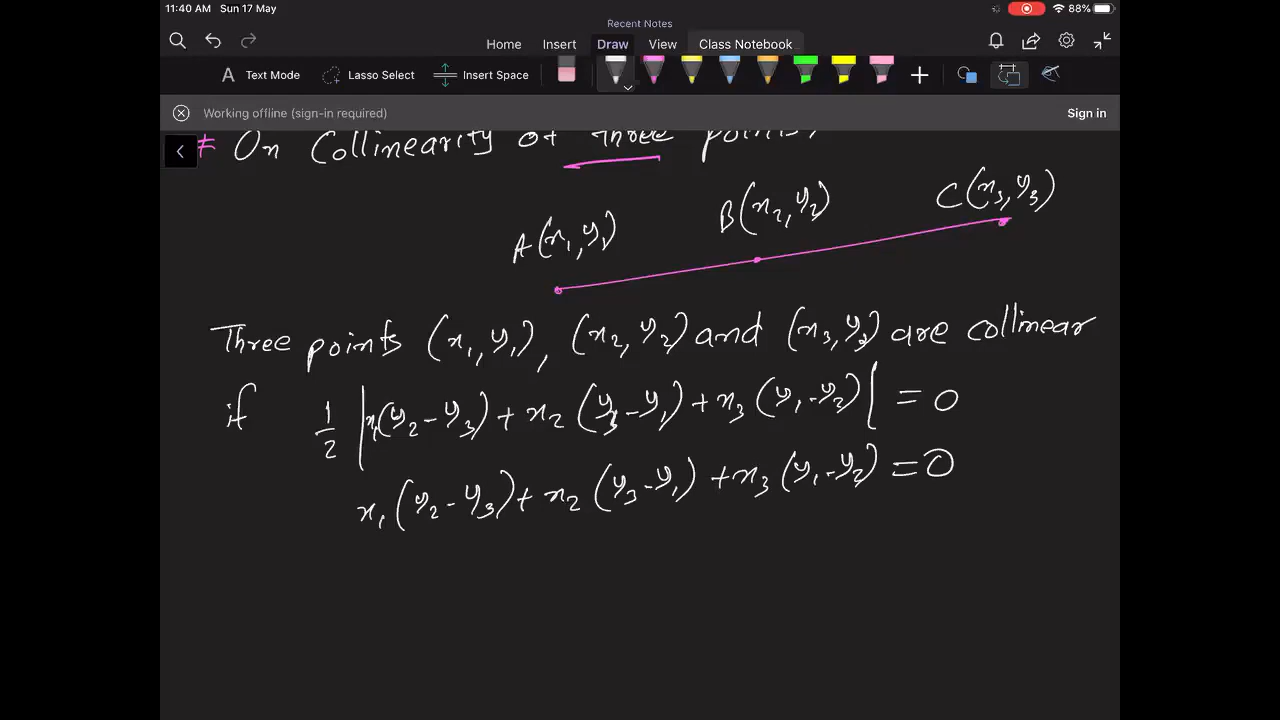 11:40 AM Sun 17 May
88%
Recent Notes
Home Insert Draw View Class Notebook
Text Mode Lasso Select Insert Space
Working offline (sign-in required) Sign in
≠ On Collinearity of three points:
A(x₁, y₁) B(x₂, y₂) C(x₃, y₃)
Three points (x₁, y₁), (x₂, y₂) and (x₃, y₃) are collinear
if 1/2 |x₁(y₂ - y₃) + x₂(y₃ - y₁) + x₃(y₁ - y₂)| = 0
x₁(y₂ - y₃) + x₂(y₃ - y₁) + x₃(y₁ - y₂) = 0